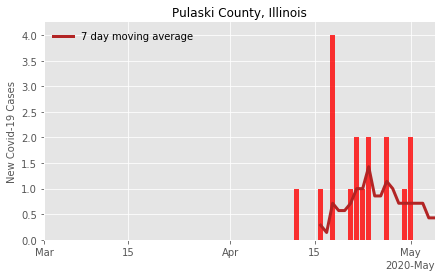 Pulaski County, Illinois
7 day moving average
New Covid-19 Cases
4.0
3.5
3.0
2.5
2.0
1.5
1.0
0.5
0.0
Mar 15 Apr 15 May
2020-May